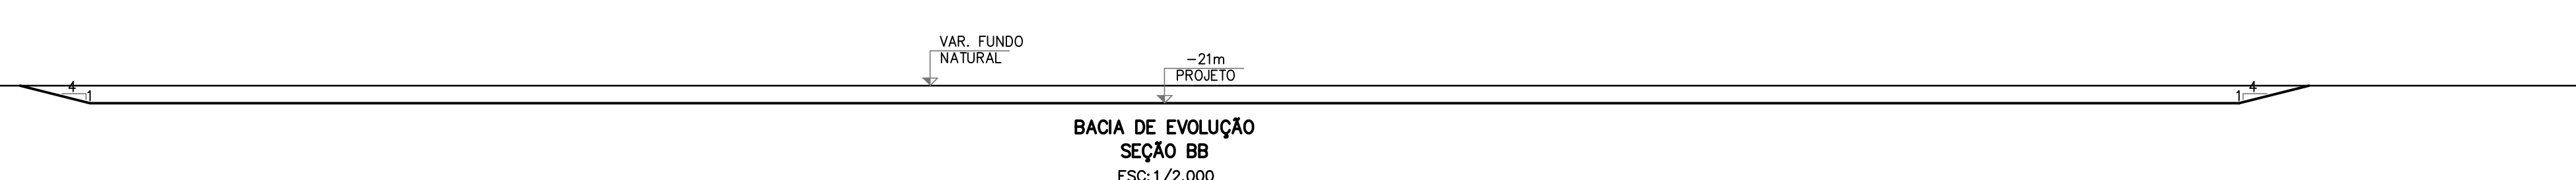 VAR. FUNDO
NATURAL
-21m
PROJETO
4
1
1
4
BACIA DE EVOLUÇÃO
SEÇÃO BB
ESC: 1/2.000